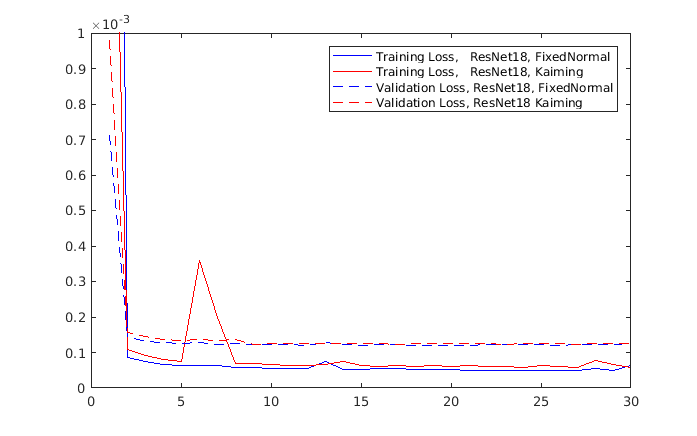 ×10-3
1
0.9
0.8
0.7
0.6
0.5
0.4
0.3
0.2
0.1
0
0 5 10 15 20 25 30
Training Loss, ResNet18, FixedNormal
Training Loss, ResNet18, Kaiming
Validation Loss, ResNet18, FixedNormal
Validation Loss, ResNet18 Kaiming